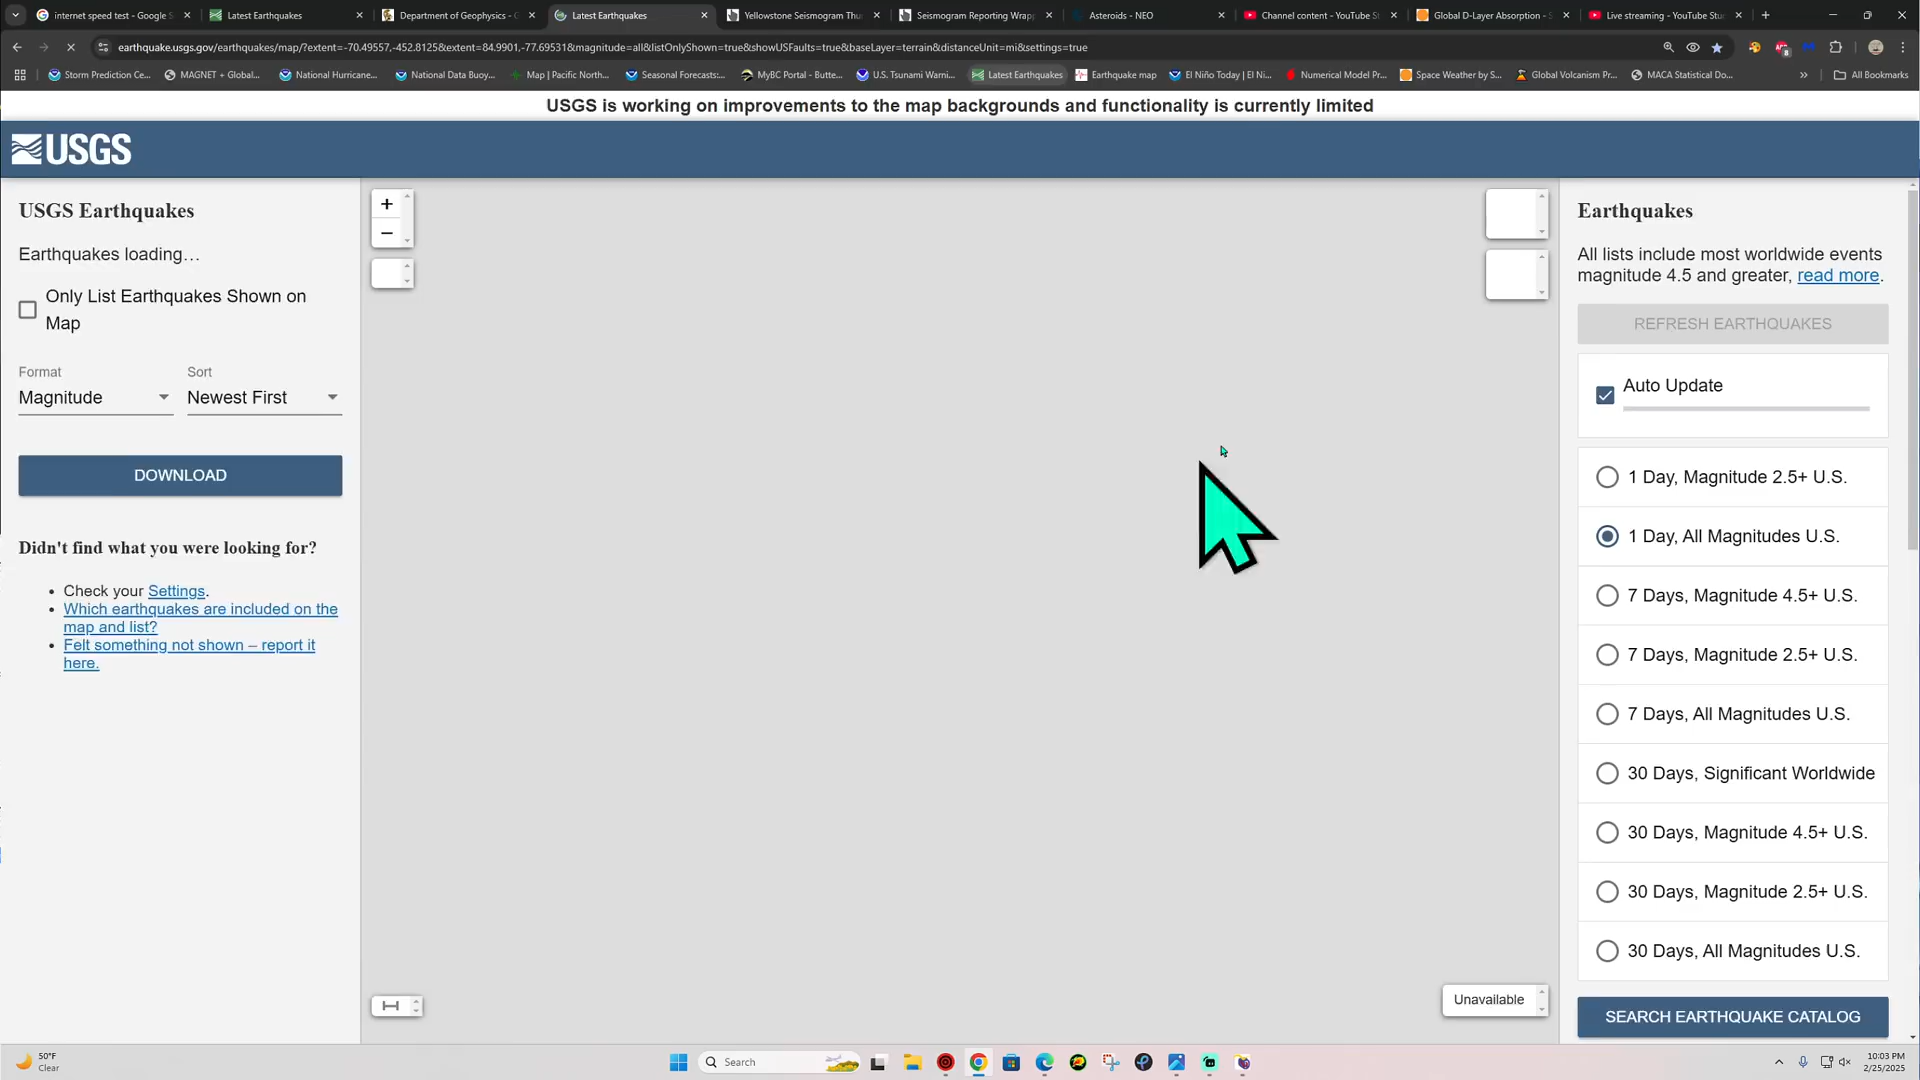 internet speed test - Google S
Latest Earthquakes
Department of Geophysics - G
Latest Earthquakes
Yellowstone Seismogram Thu
Seismogram Reporting Wrapp
Asteroids - NEO
Channel content - YouTube St
Global D-Layer Absorption - S
Live streaming - YouTube Stu
earthquake.usgs.gov/earthquakes/map/?extent=-70.49557,-452.8125&extent=84.9901,-77.69531&magnitude=all&listOnlyShown=true&showUSFaults=true&baseLayer=terrain&distanceUnit=mi&settings=true
Storm Prediction Ce...
MAGNET + Global...
National Hurricane...
National Data Buoy...
Map | Pacific North...
Seasonal Forecasts:...
MyBC Portal - Butte...
U.S. Tsunami Warni...
Latest Earthquakes
Earthquake map
El Niño Today | El Ni...
Numerical Model Pr...
Space Weather by S...
Global Volcanism Pr...
MACA Statistical Do...
All Bookmarks
USGS is working on improvements to the map backgrounds and functionality is currently limited
USGS
USGS Earthquakes
Earthquakes loading…
Only List Earthquakes Shown on
Map
Format
Sort
Magnitude
Newest First
DOWNLOAD
Didn't find what you were looking for?
Check your Settings.
Which earthquakes are included on the
map and list?
Felt something not shown – report it
here.
+
−
Unavailable
Earthquakes
All lists include most worldwide events
magnitude 4.5 and greater, read more.
REFRESH EARTHQUAKES
Auto Update
1 Day, Magnitude 2.5+ U.S.
1 Day, All Magnitudes U.S.
7 Days, Magnitude 4.5+ U.S.
7 Days, Magnitude 2.5+ U.S.
7 Days, All Magnitudes U.S.
30 Days, Significant Worldwide
30 Days, Magnitude 4.5+ U.S.
30 Days, Magnitude 2.5+ U.S.
30 Days, All Magnitudes U.S.
SEARCH EARTHQUAKE CATALOG
50°F
Clear
Search
10:03 PM
2/25/2025